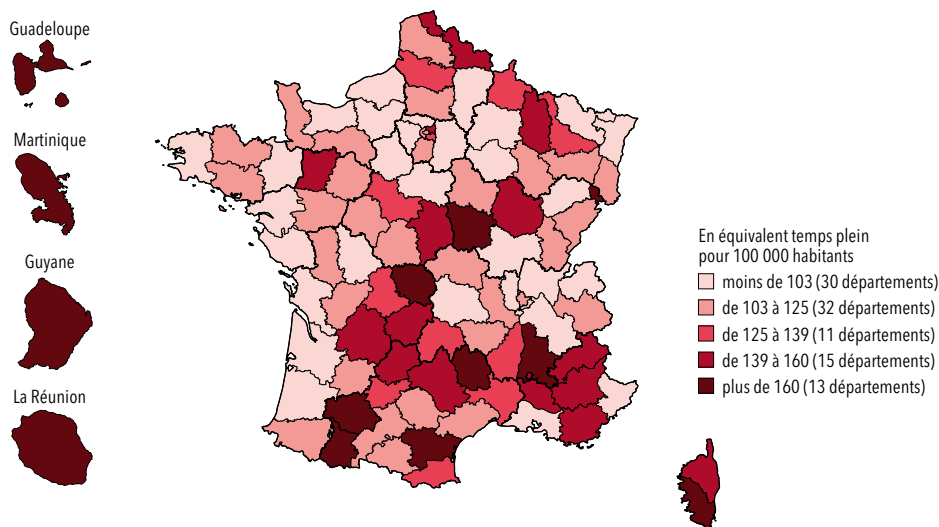 Guadeloupe
Martinique
Guyane
La Réunion
En équivalent temps plein
pour 100 000 habitants
moins de 103 (30 départements)
de 103 à 125 (32 départements)
de 125 à 139 (11 départements)
de 139 à 160 (15 départements)
plus de 160 (13 départements)